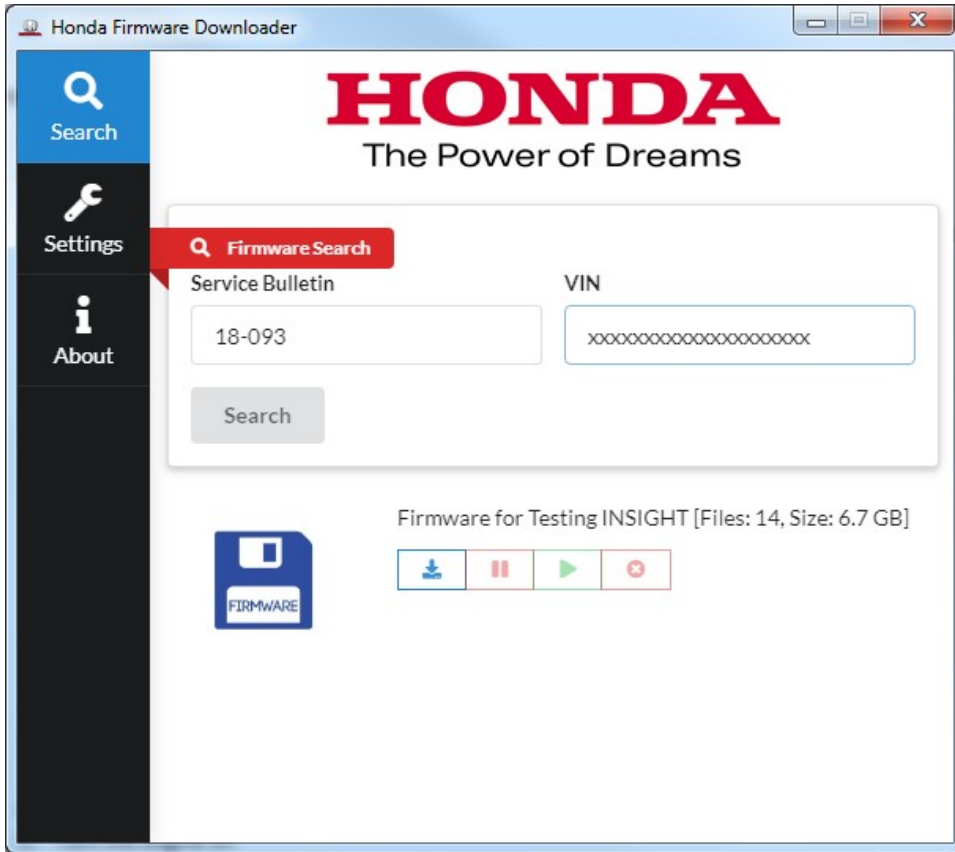 Honda Firmware Downloader
Search
Settings
About
HONDA
The Power of Dreams
Firmware Search
Service Bulletin
VIN
18-093
xxxxxxxxxxxxxxxxxxxxx
Search
FIRMWARE
Firmware for Testing INSIGHT [Files: 14, Size: 6.7 GB]